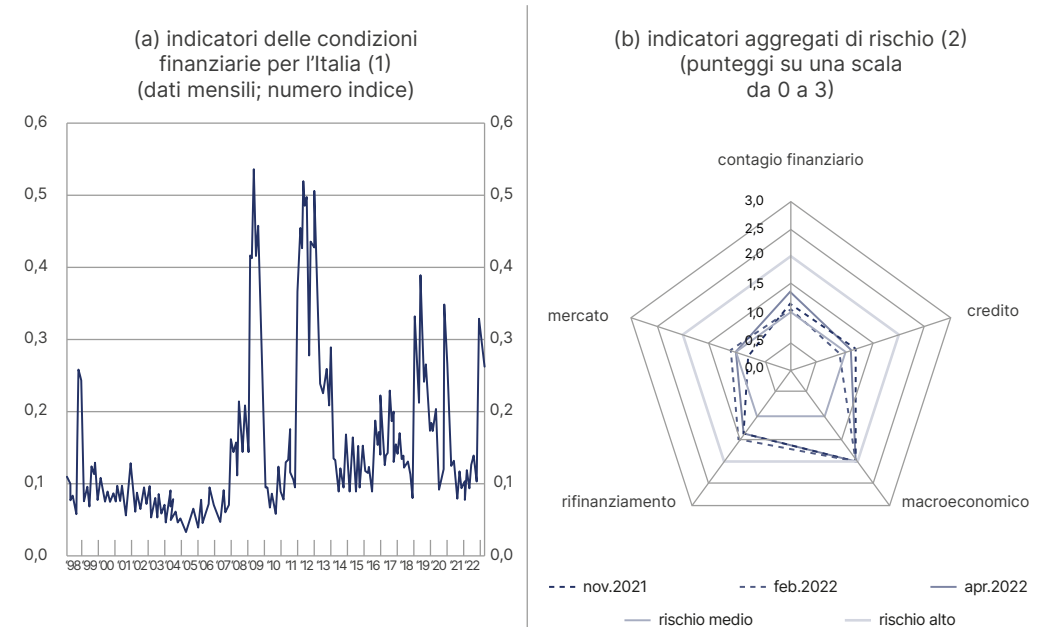 (a) indicatori delle condizioni
finanziarie per l'Italia (1)
(dati mensili; numero indice)
0,6 0,6
0,5 0,5
0,4 0,4
0,3 0,3
0,2 0,2
0,1 0,1
0,0 0,0
'98 '99 '00 '01 '02 '03 '04 '05 '06 '07 '08 '09 '10 '11 '12 '13 '14 '15 '16 '17 '18 '19 '20 '21 '22
(b) indicatori aggregati di rischio (2)
(punteggi su una scala
da 0 a 3)
contagio finanziario
3,0
2,5
2,0
1,5
1,0
0,5
0,0
mercato
credito
rifinanziamento
macroeconomico
nov.2021 feb.2022 apr.2022
rischio medio rischio alto